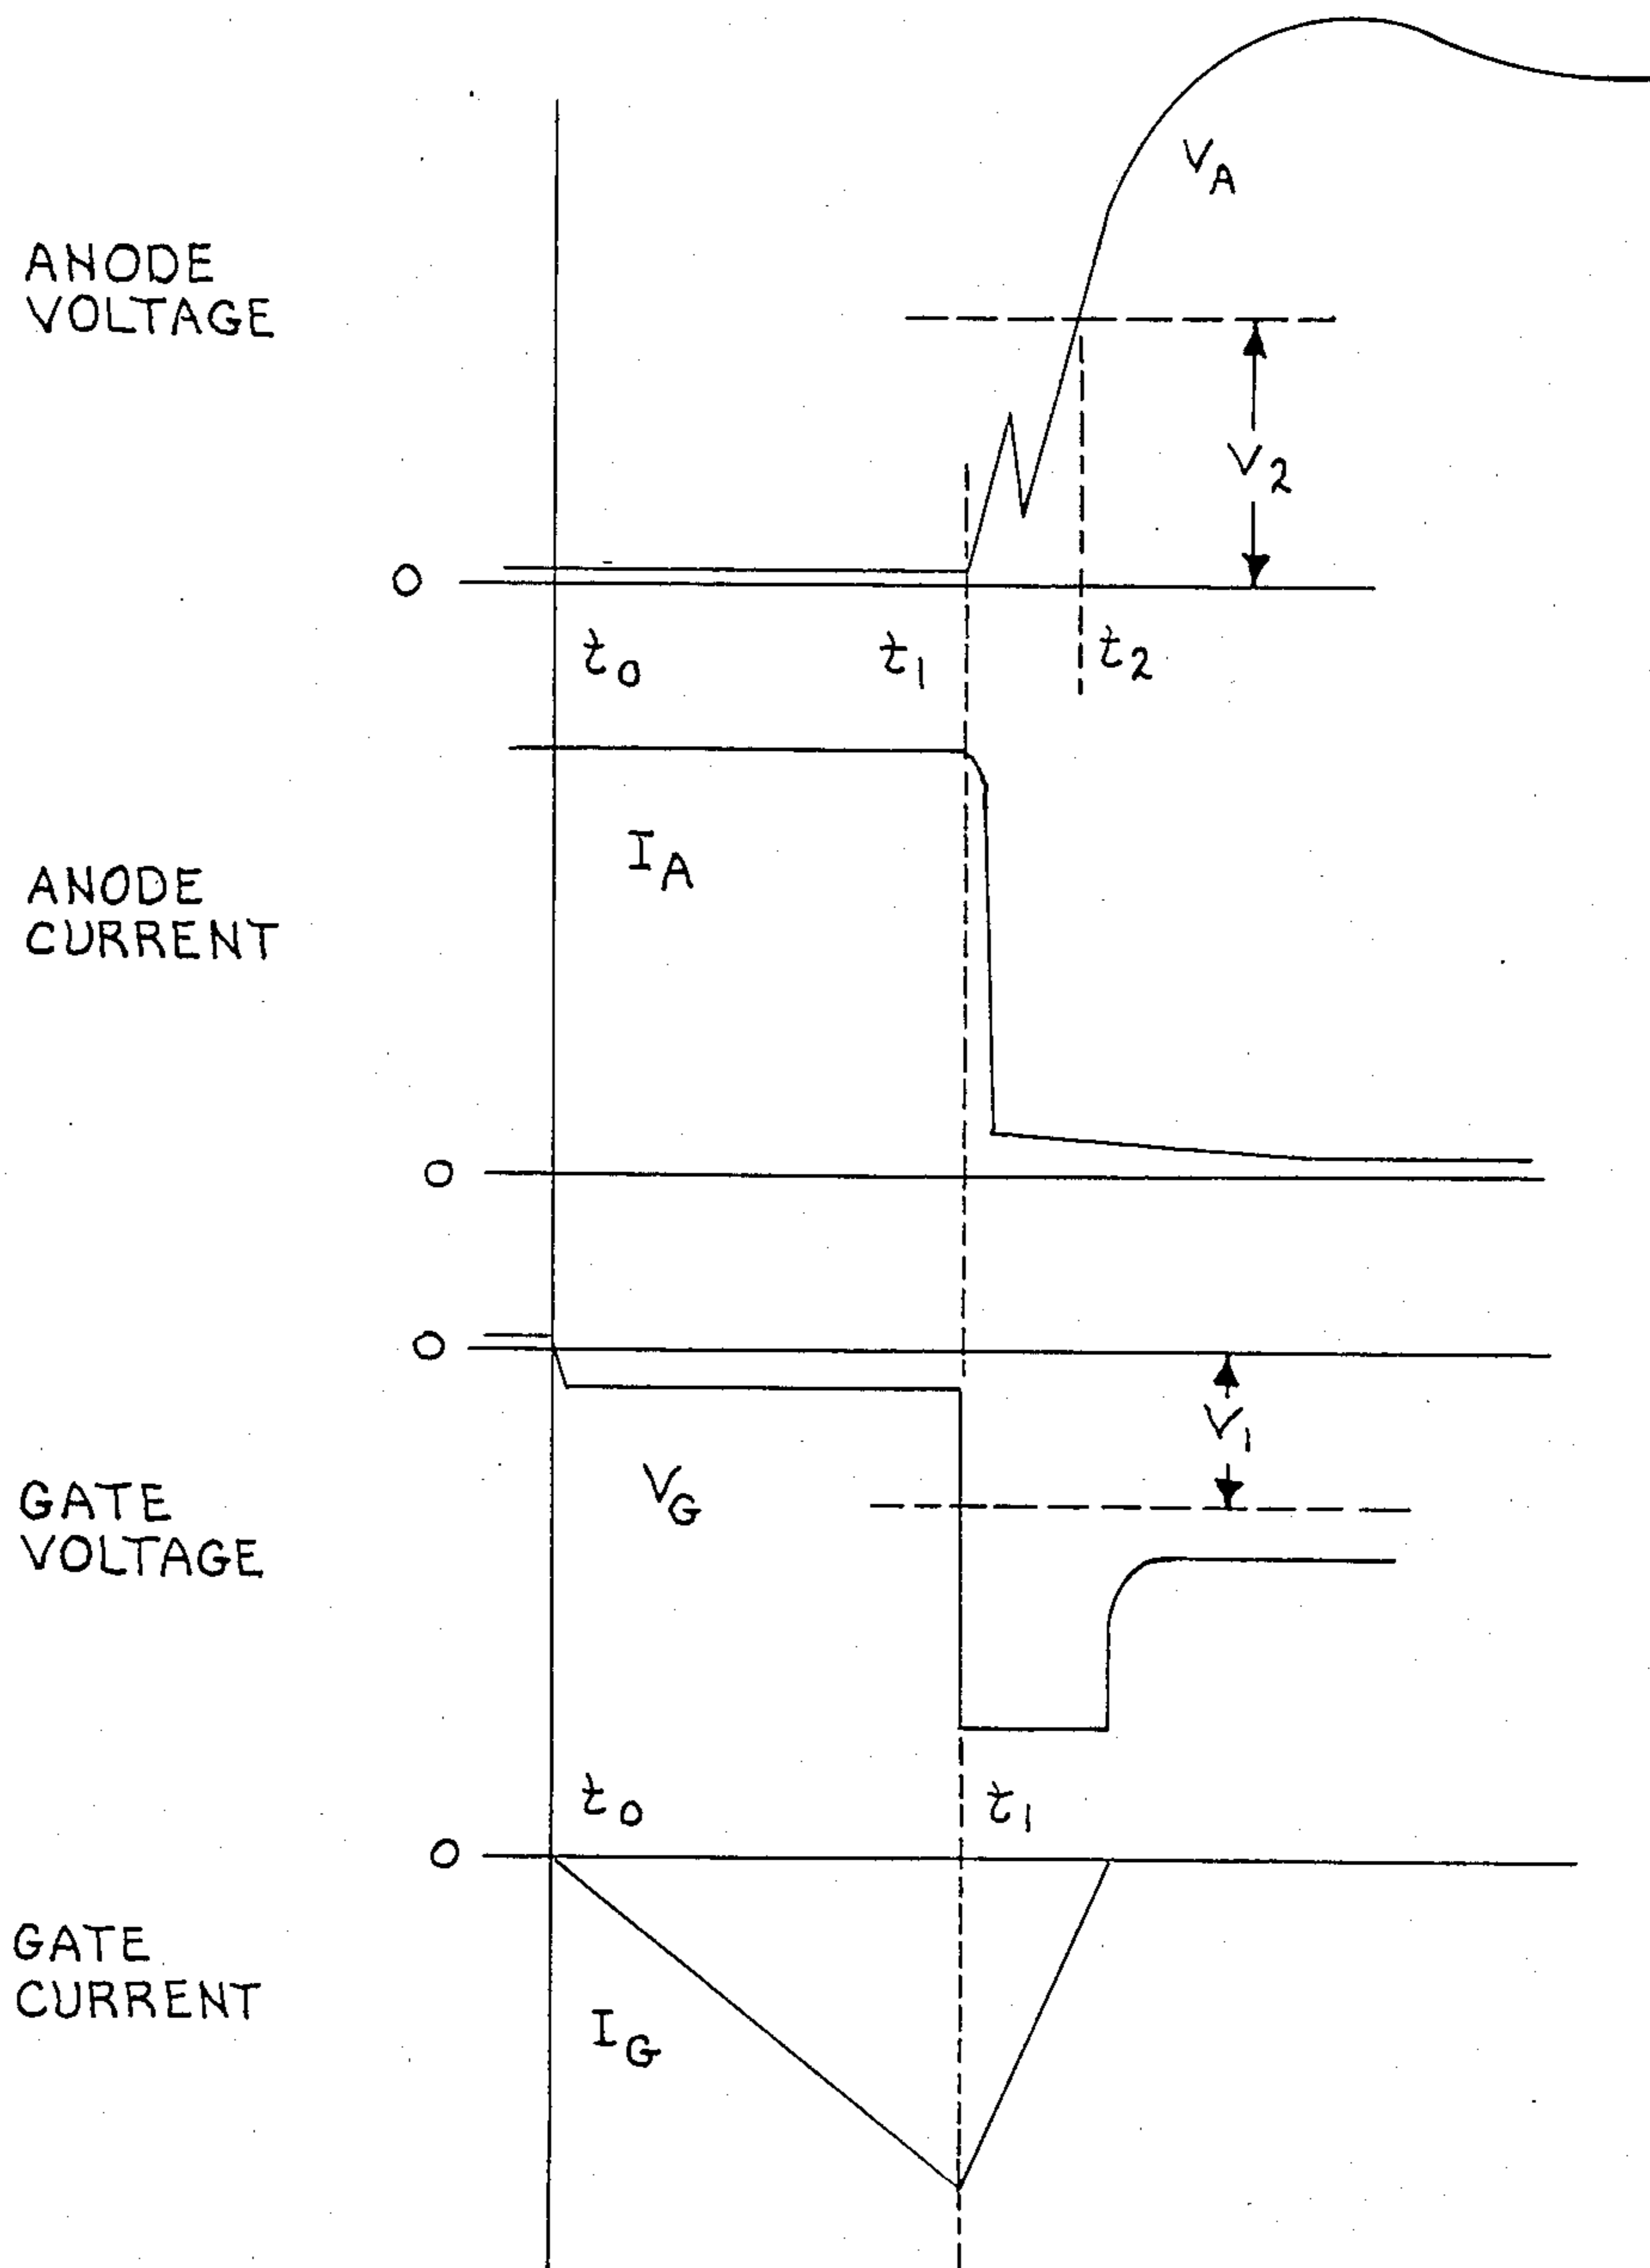 V_A
ANODE
VOLTAGE
V_2
0
t_0 t_1 t_2
I_A
ANODE
CURRENT
0
0
V_1
V_G
GATE
VOLTAGE
t_0 t_1
0
GATE
CURRENT
I_G